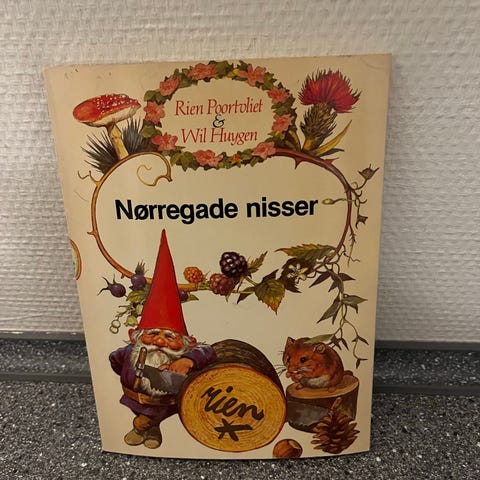 Rien Poortvliet
&
Wil Huygen
Nørregade nisser
rien